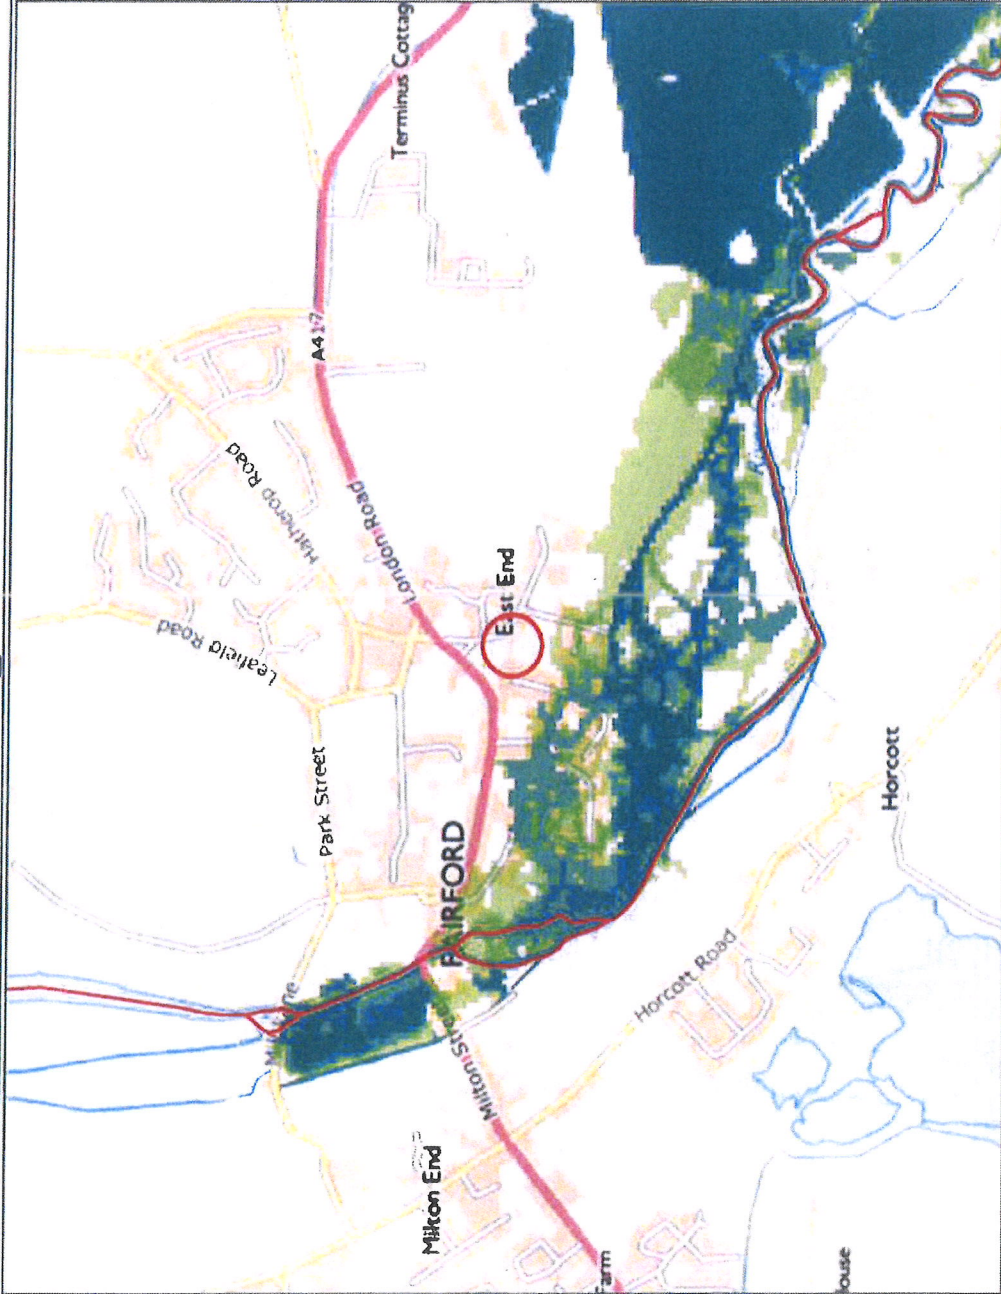 Terminus Cottag
A417
Hatherop Road
London Road
Leafield Road
East End
Park Street
FAIRFORD
Horcott
Horcott Road
Milton Str
Milton End
Farm
House